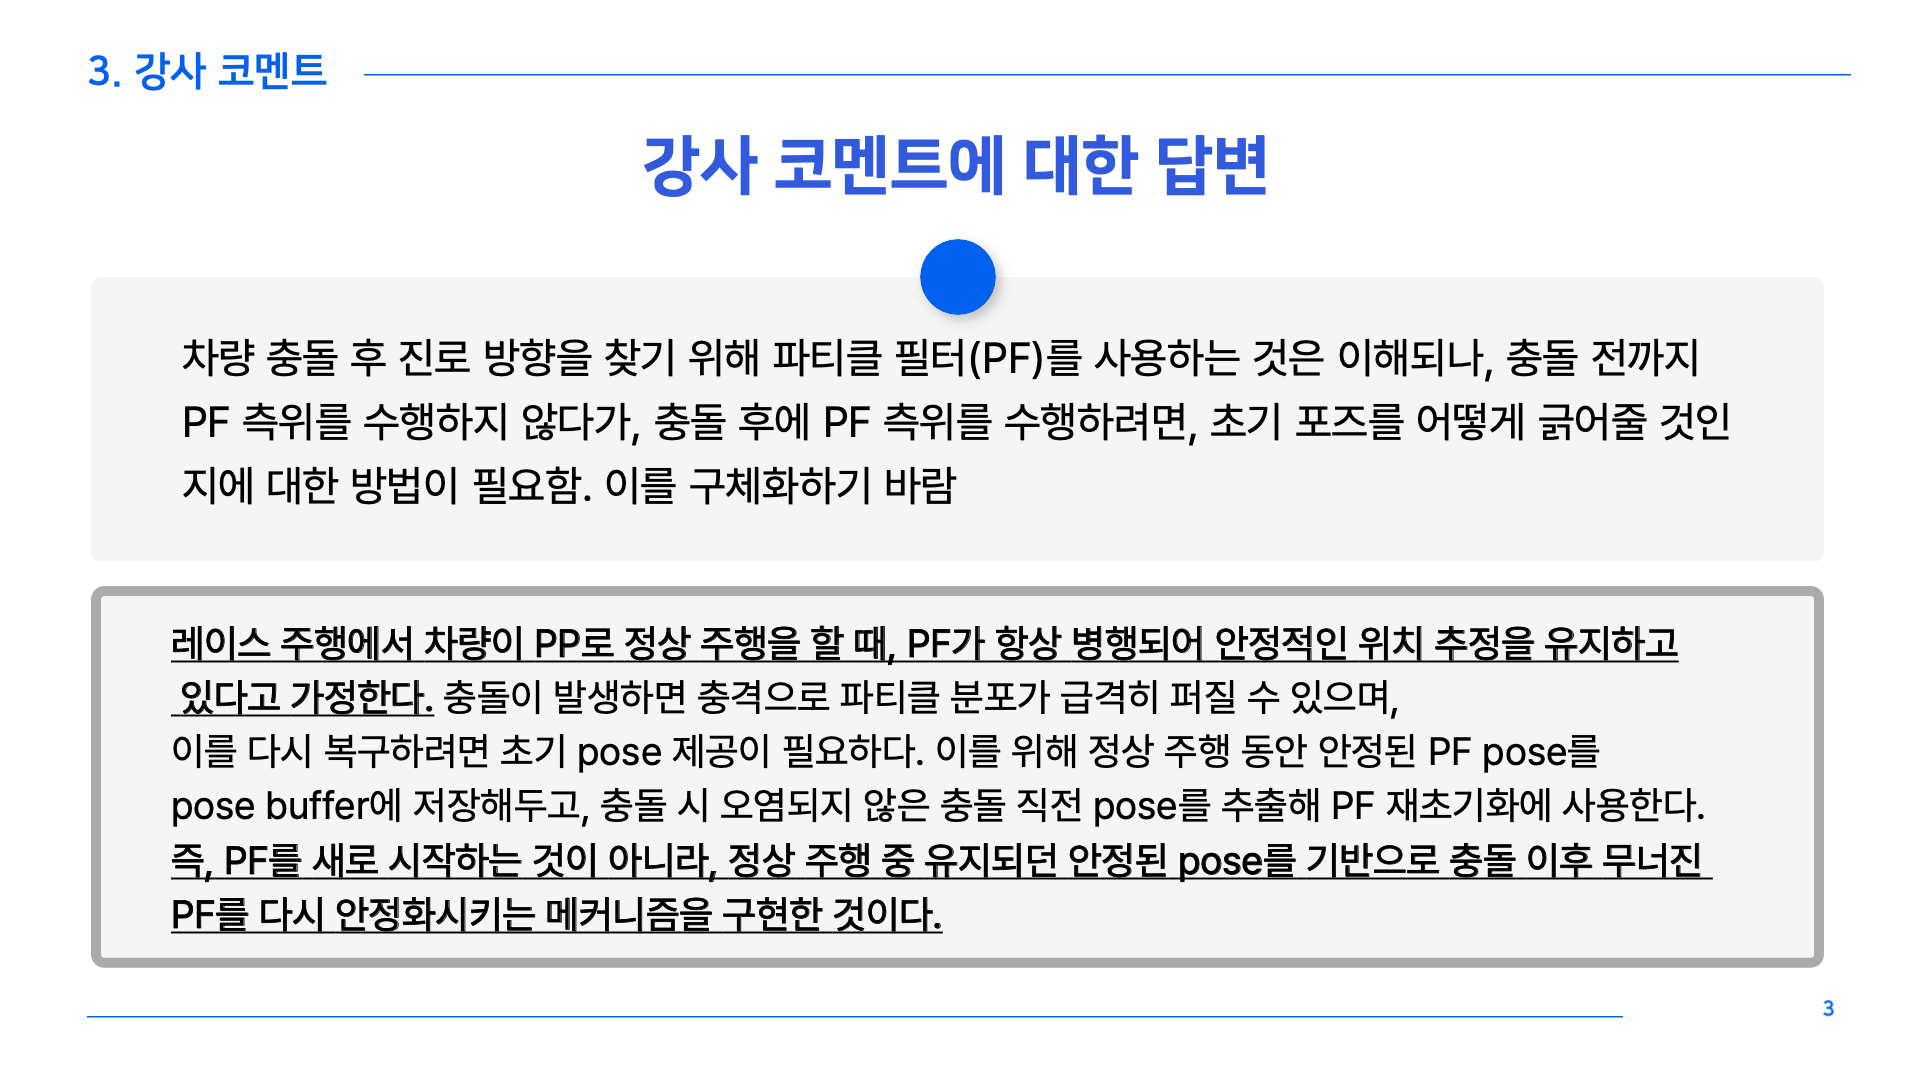 3. 강사 코멘트
강사 코멘트에 대한 답변
차량 충돌 후 진로 방향을 찾기 위해 파티클 필터(PF)를 사용하는 것은 이해되나, 충돌 전까지
PF 측위를 수행하지 않다가, 충돌 후에 PF 측위를 수행하려면, 초기 포즈를 어떻게 긁어줄 것인
지에 대한 방법이 필요함. 이를 구체화하기 바람
레이스 주행에서 차량이 PP로 정상 주행을 할 때, PF가 항상 병행되어 안정적인 위치 추정을 유지하고
있다고 가정한다. 충돌이 발생하면 충격으로 파티클 분포가 급격히 퍼질 수 있으며,
이를 다시 복구하려면 초기 pose 제공이 필요하다. 이를 위해 정상 주행 동안 안정된 PF pose를
pose buffer에 저장해두고, 충돌 시 오염되지 않은 충돌 직전 pose를 추출해 PF 재초기화에 사용한다.
즉, PF를 새로 시작하는 것이 아니라, 정상 주행 중 유지되던 안정된 pose를 기반으로 충돌 이후 무너진
PF를 다시 안정화시키는 메커니즘을 구현한 것이다.
3